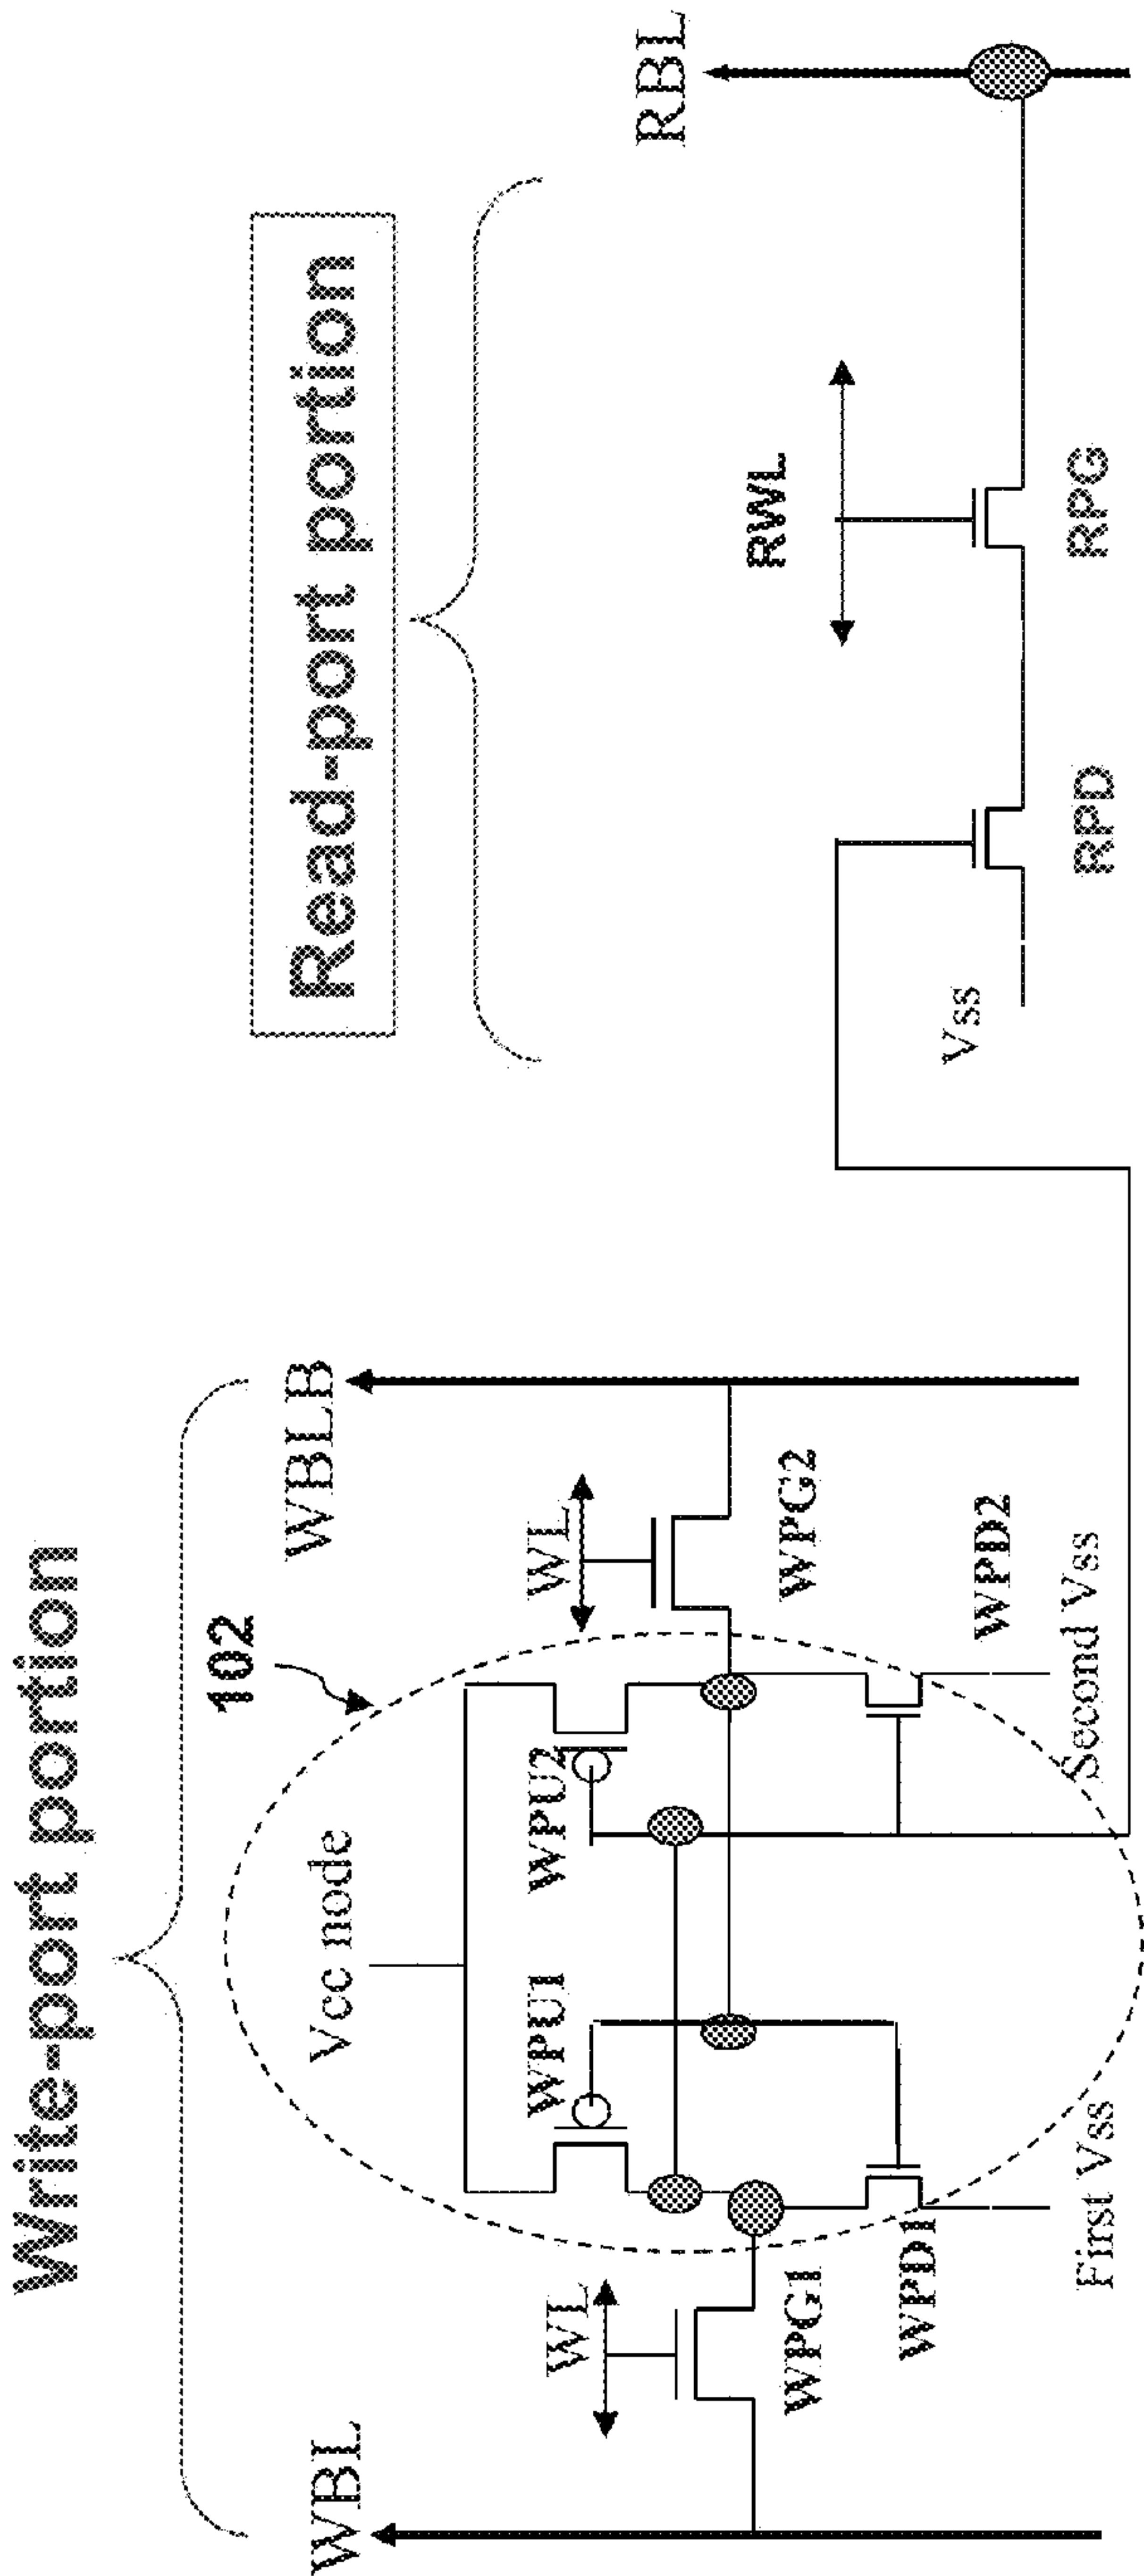 Write-port portion
Read-port portion
WBL
WBLB
RBL
102
Vcc node
WL
WL
WPU1
WPU2
RWL
WPG1
WPG2
WPD1
WPD2
Vss
RPD
RPG
First Vss
Second Vss